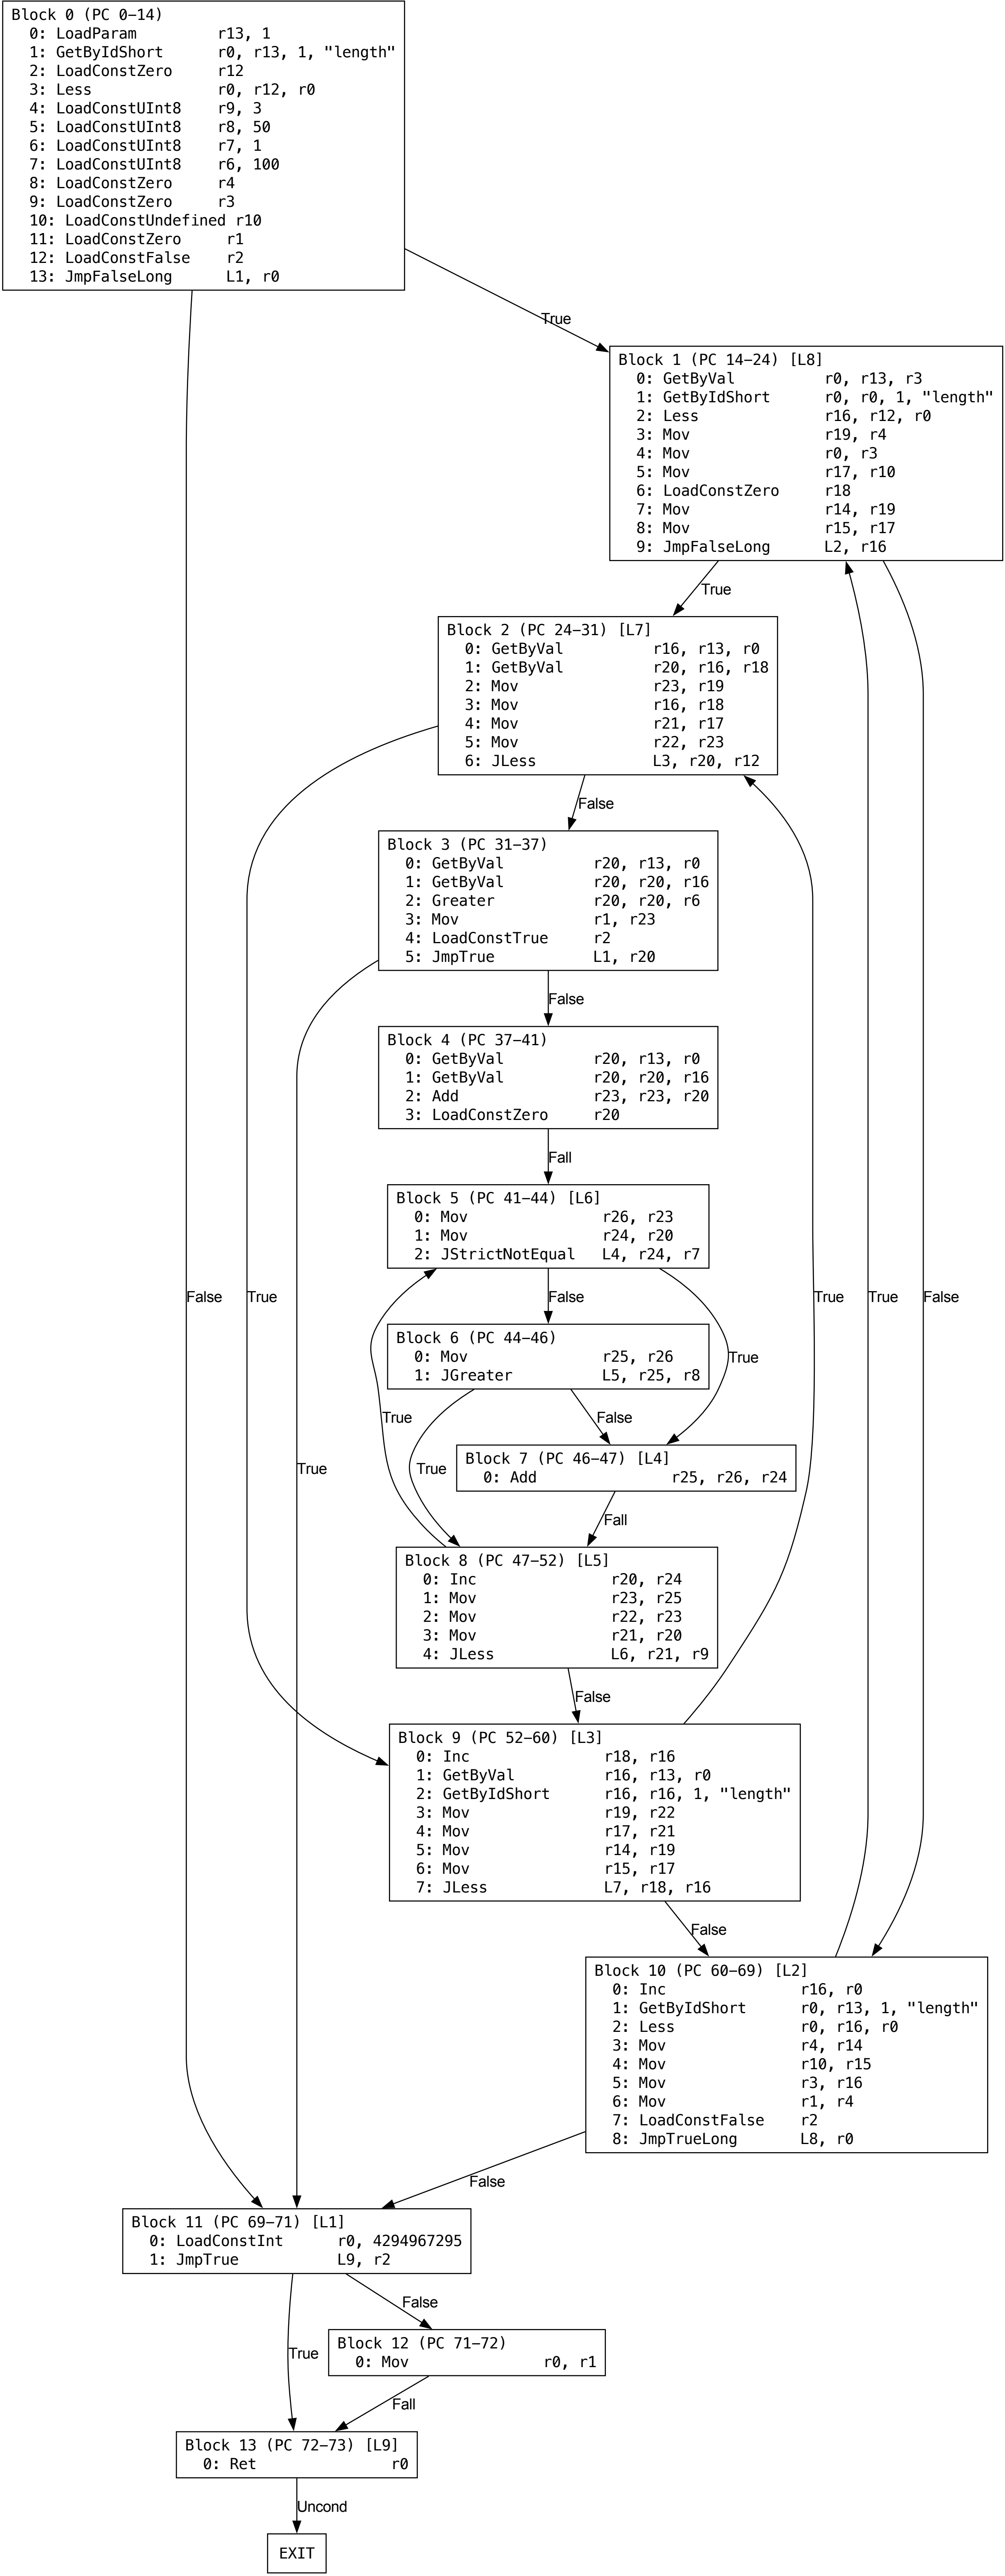 Block 0 (PC 0-14)
0: LoadParam r13, 1
1: GetByIdShort r0, r13, 1, "length"
2: LoadConstZero r12
3: Less r0, r12, r0
4: LoadConstUInt8 r9, 3
5: LoadConstUInt8 r8, 50
6: LoadConstUInt8 r7, 1
7: LoadConstUInt8 r6, 100
8: LoadConstZero r4
9: LoadConstZero r3
10: LoadConstUndefined r10
11: LoadConstZero r1
12: LoadConstFalse r2
13: JmpFalseLong L1, r0
True
Block 1 (PC 14-24) [L8]
0: GetByVal r0, r13, r3
1: GetByIdShort r0, r0, 1, "length"
2: Less r16, r12, r0
3: Mov r19, r4
4: Mov r0, r3
5: Mov r17, r10
6: LoadConstZero r18
7: Mov r14, r19
8: Mov r15, r17
9: JmpFalseLong L2, r16
True
Block 2 (PC 24-31) [L7]
0: GetByVal r16, r13, r0
1: GetByVal r20, r16, r18
2: Mov r23, r19
3: Mov r16, r18
4: Mov r21, r17
5: Mov r22, r23
6: JLess L3, r20, r12
False
Block 3 (PC 31-37)
0: GetByVal r20, r13, r0
1: GetByVal r20, r20, r16
2: Greater r20, r20, r6
3: Mov r1, r23
4: LoadConstTrue r2
5: JmpTrue L1, r20
False
Block 4 (PC 37-41)
0: GetByVal r20, r13, r0
1: GetByVal r20, r20, r16
2: Add r23, r23, r20
3: LoadConstZero r20
Fall
Block 5 (PC 41-44) [L6]
0: Mov r26, r23
1: Mov r24, r20
2: JStrictNotEqual L4, r24, r7
False True False True True False
Block 6 (PC 44-46)
0: Mov r25, r26
1: JGreater L5, r25, r8
True
True False
Block 7 (PC 46-47) [L4]
0: Add r25, r26, r24
True True
Fall
Block 8 (PC 47-52) [L5]
0: Inc r20, r24
1: Mov r23, r25
2: Mov r22, r23
3: Mov r21, r20
4: JLess L6, r21, r9
False
Block 9 (PC 52-60) [L3]
0: Inc r18, r16
1: GetByVal r16, r13, r0
2: GetByIdShort r16, r16, 1, "length"
3: Mov r19, r22
4: Mov r17, r21
5: Mov r14, r19
6: Mov r15, r17
7: JLess L7, r18, r16
False
Block 10 (PC 60-69) [L2]
0: Inc r16, r0
1: GetByIdShort r0, r13, 1, "length"
2: Less r0, r16, r0
3: Mov r4, r14
4: Mov r10, r15
5: Mov r3, r16
6: Mov r1, r4
7: LoadConstFalse r2
8: JmpTrueLong L8, r0
False
Block 11 (PC 69-71) [L1]
0: LoadConstInt r0, 4294967295
1: JmpTrue L9, r2
False
True
Block 12 (PC 71-72)
0: Mov r0, r1
Fall
Block 13 (PC 72-73) [L9]
0: Ret r0
Uncond
EXIT